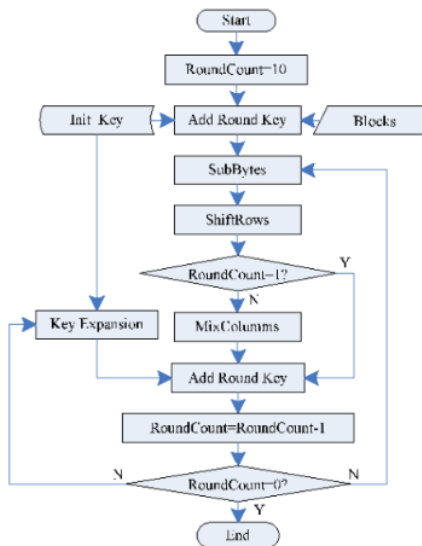 Start
RoundCount=10
Init Key
Add Round Key
Blocks
SubBytes
ShiftRows
RoundCount=1?
Y
N
Key Expansion
MixColumms
Add Round Key
RoundCount=RoundCount-1
N
RoundCount=0?
N
Y
End